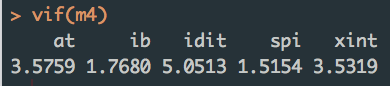 > vif(m4)
at ib idit spi xint
3.5759 1.7680 5.0513 1.5154 3.5319